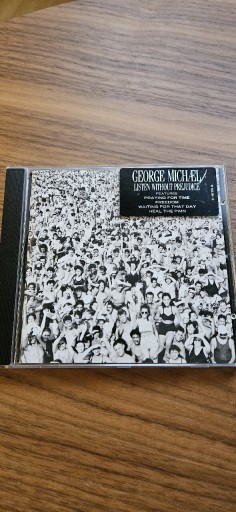 GEORGE MICHAEL
LISTEN WITHOUT PREJUDICE
FEATURES
PRAYING FOR TIME
FREEDOM
WAITING FOR THAT DAY
HEAL THE PAIN